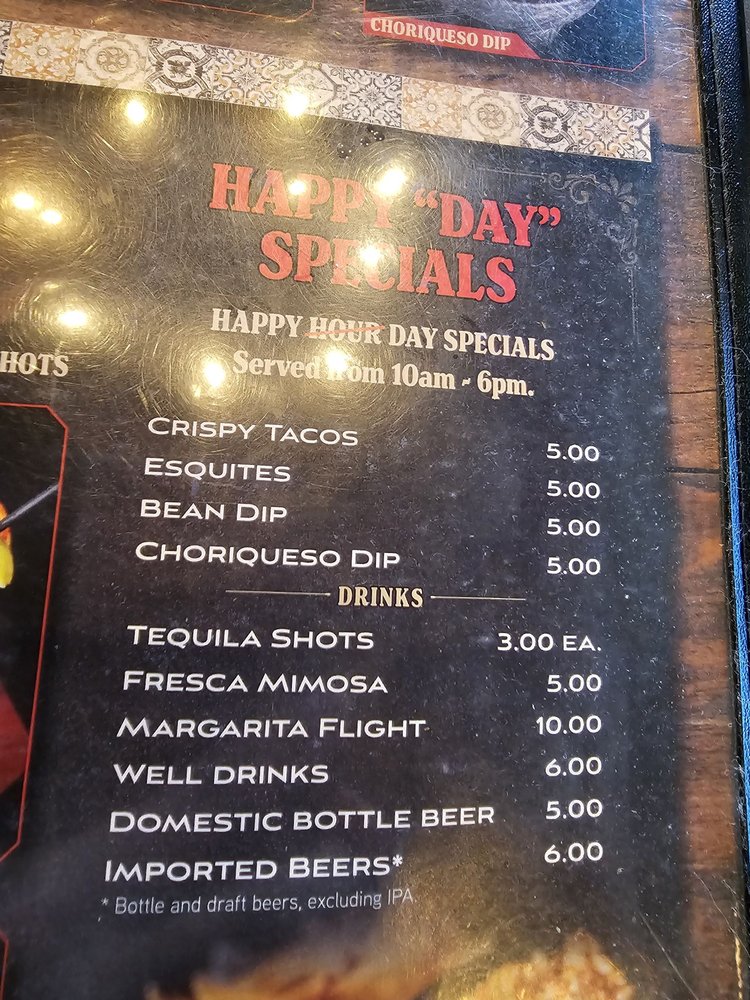 CHORIQUESO DIP
HAPPY “DAY”
SPECIALS
HAPPY HOUR DAY SPECIALS
Served from 10am - 6pm.
HOTS
CRISPY TACOS 5.00
ESQUITES 5.00
BEAN DIP 5.00
CHORIQUESO DIP 5.00
DRINKS
TEQUILA SHOTS 3.00 EA.
FRESCA MIMOSA 5.00
MARGARITA FLIGHT 10.00
WELL DRINKS 6.00
DOMESTIC BOTTLE BEER 5.00
IMPORTED BEERS* 6.00
* Bottle and draft beers, excluding IPA